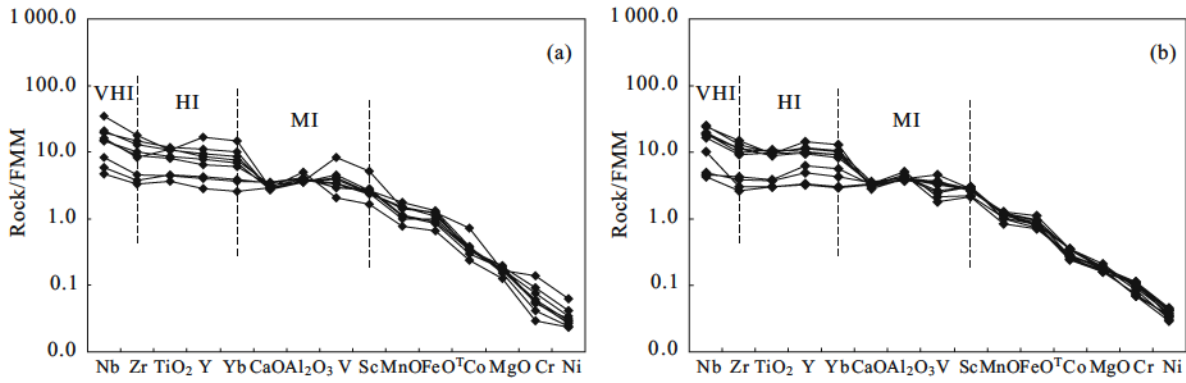 1 000.0
(a)
100.0
VHI
HI
MI
10.0
1.0
0.1
0.0
Rock/FMM
Nb Zr TiO₂ Y Yb CaO Al₂O₃ V Sc MnO FeOᵀ Co MgO Cr Ni
1 000.0
(b)
100.0
VHI
HI
MI
10.0
1.0
0.1
0.0
Rock/FMM
Nb Zr TiO₂ Y Yb CaO Al₂O₃ V Sc MnO FeOᵀ Co MgO Cr Ni